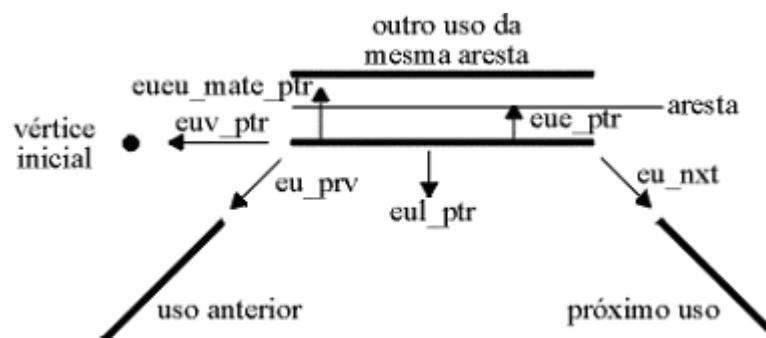 outro uso da
mesma aresta
eueu_mate_ptr
aresta
vértice
inicial
euv_ptr
eue_ptr
eu_prv
eul_ptr
eu_nxt
uso anterior
próximo uso